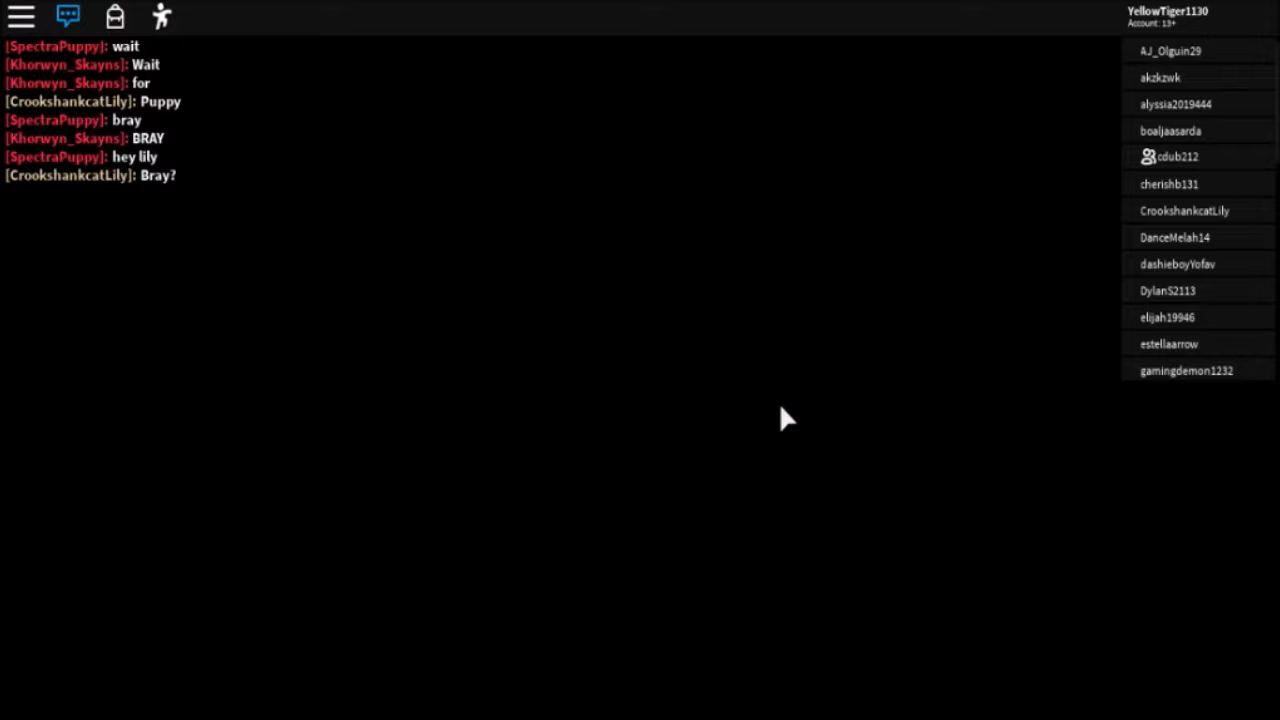 YellowTiger1130
Account: 13+
[SpectraPuppy]: wait
[Khorwyn_Skayns]: Wait
[Khorwyn_Skayns]: for
[CrookshankcatLily]: Puppy
[SpectraPuppy]: bray
[Khorwyn_Skayns]: BRAY
[SpectraPuppy]: hey lily
[CrookshankcatLily]: Bray?
AJ_Olguin29
akzkzwk
alyssia2019444
boaljaasarda
cdub212
cherishb131
CrookshankcatLily
DanceMelah14
dashieboyYofav
DylanS2113
elijah19946
estellaarrow
gamingdemon1232